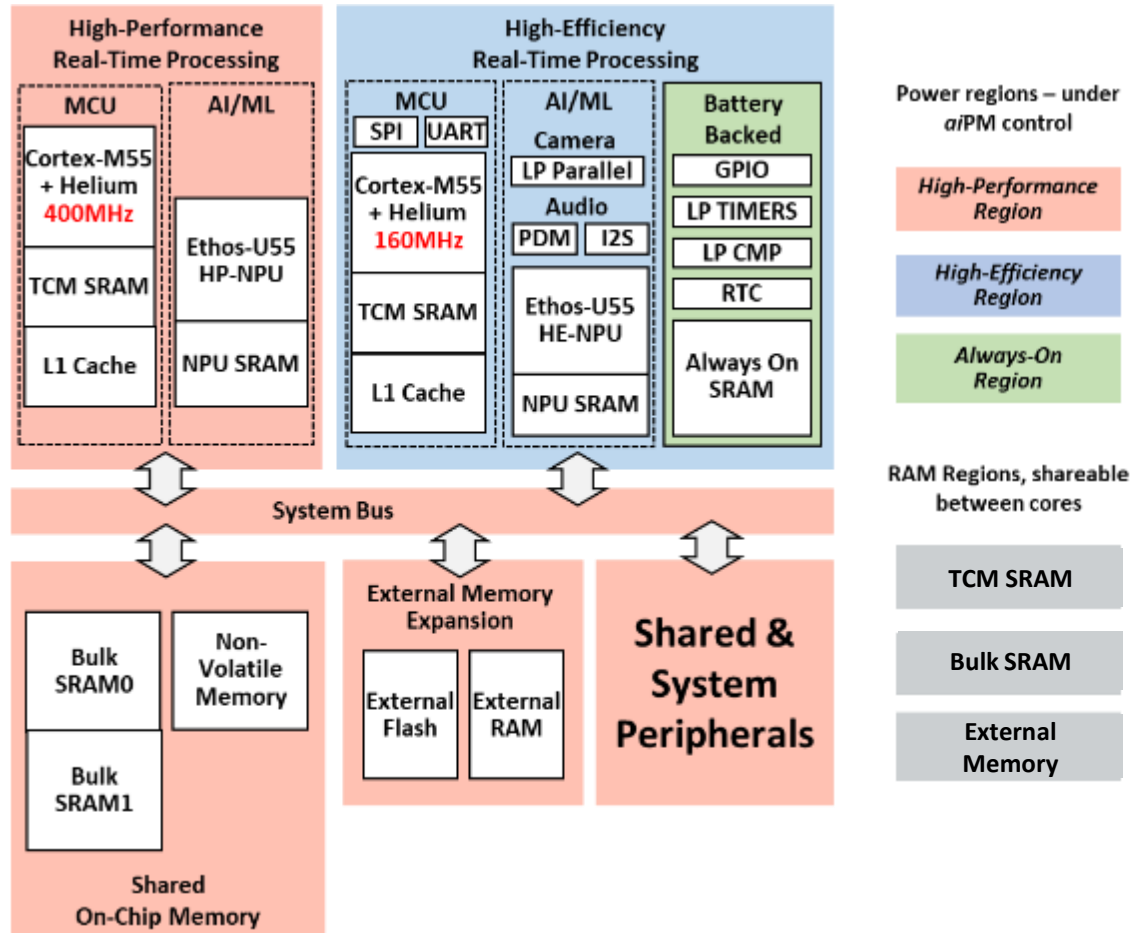 High-Performance
Real-Time Processing
MCU
Cortex-M55
+ Helium
400MHz
TCM SRAM
L1 Cache
AI/ML
Ethos-U55
HP-NPU
NPU SRAM
High-Efficiency
Real-Time Processing
MCU
SPI
UART
Cortex-M55
+ Helium
160MHz
TCM SRAM
L1 Cache
AI/ML
Camera
LP Parallel
Audio
PDM
I2S
Ethos-U55
HE-NPU
NPU SRAM
Battery
Backed
GPIO
LP TIMERS
LP CMP
RTC
Always On
SRAM
System Bus
Bulk
SRAM0
Non-
Volatile
Memory
Bulk
SRAM1
Shared
On-Chip Memory
External Memory
Expansion
External
Flash
External
RAM
Shared &
System
Peripherals
Power regions – under
aiPM control
High-Performance
Region
High-Efficiency
Region
Always-On
Region
RAM Regions, shareable
between cores
TCM SRAM
Bulk SRAM
External
Memory